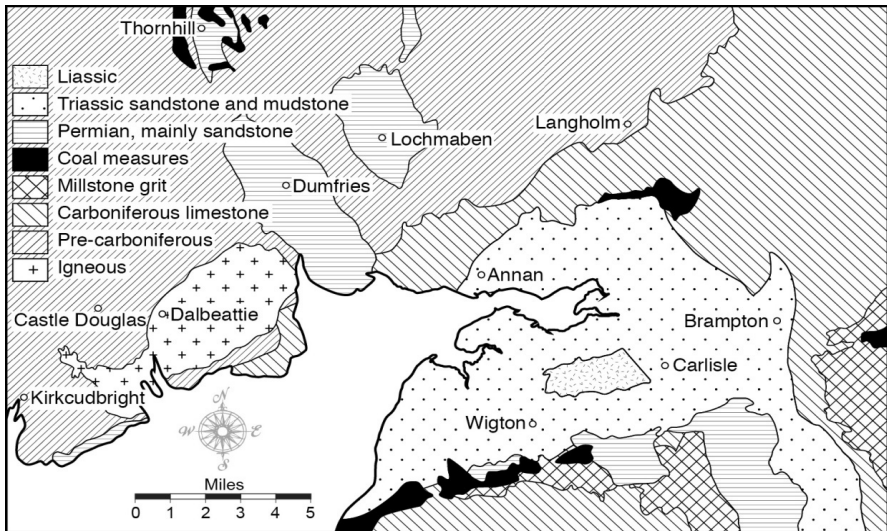 Thornhill
Liassic
Triassic sandstone and mudstone
Permian, mainly sandstone
Coal measures
Millstone grit
Carboniferous limestone
Pre-carboniferous
Igneous
Lochmaben
Langholm
Dumfries
Annan
Castle Douglas
Dalbeattie
Brampton
Carlisle
Kirkcudbright
Wigton
N
W
E
S
Miles
0 1 2 3 4 5